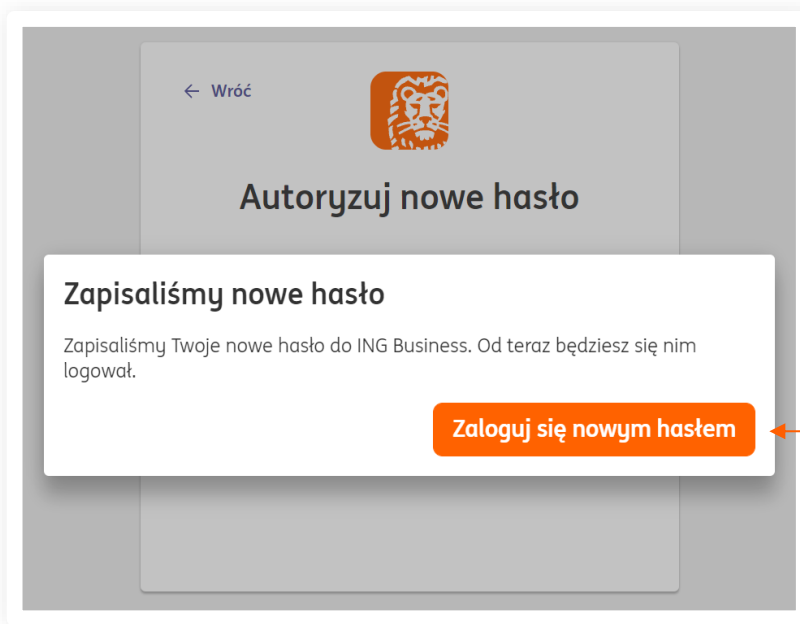 ← Wróć
Autoryzuj nowe hasło
Zapisaliśmy nowe hasło
Zapisaliśmy Twoje nowe hasło do ING Business. Od teraz będziesz się nim
logował.
Zaloguj się nowym hasłem